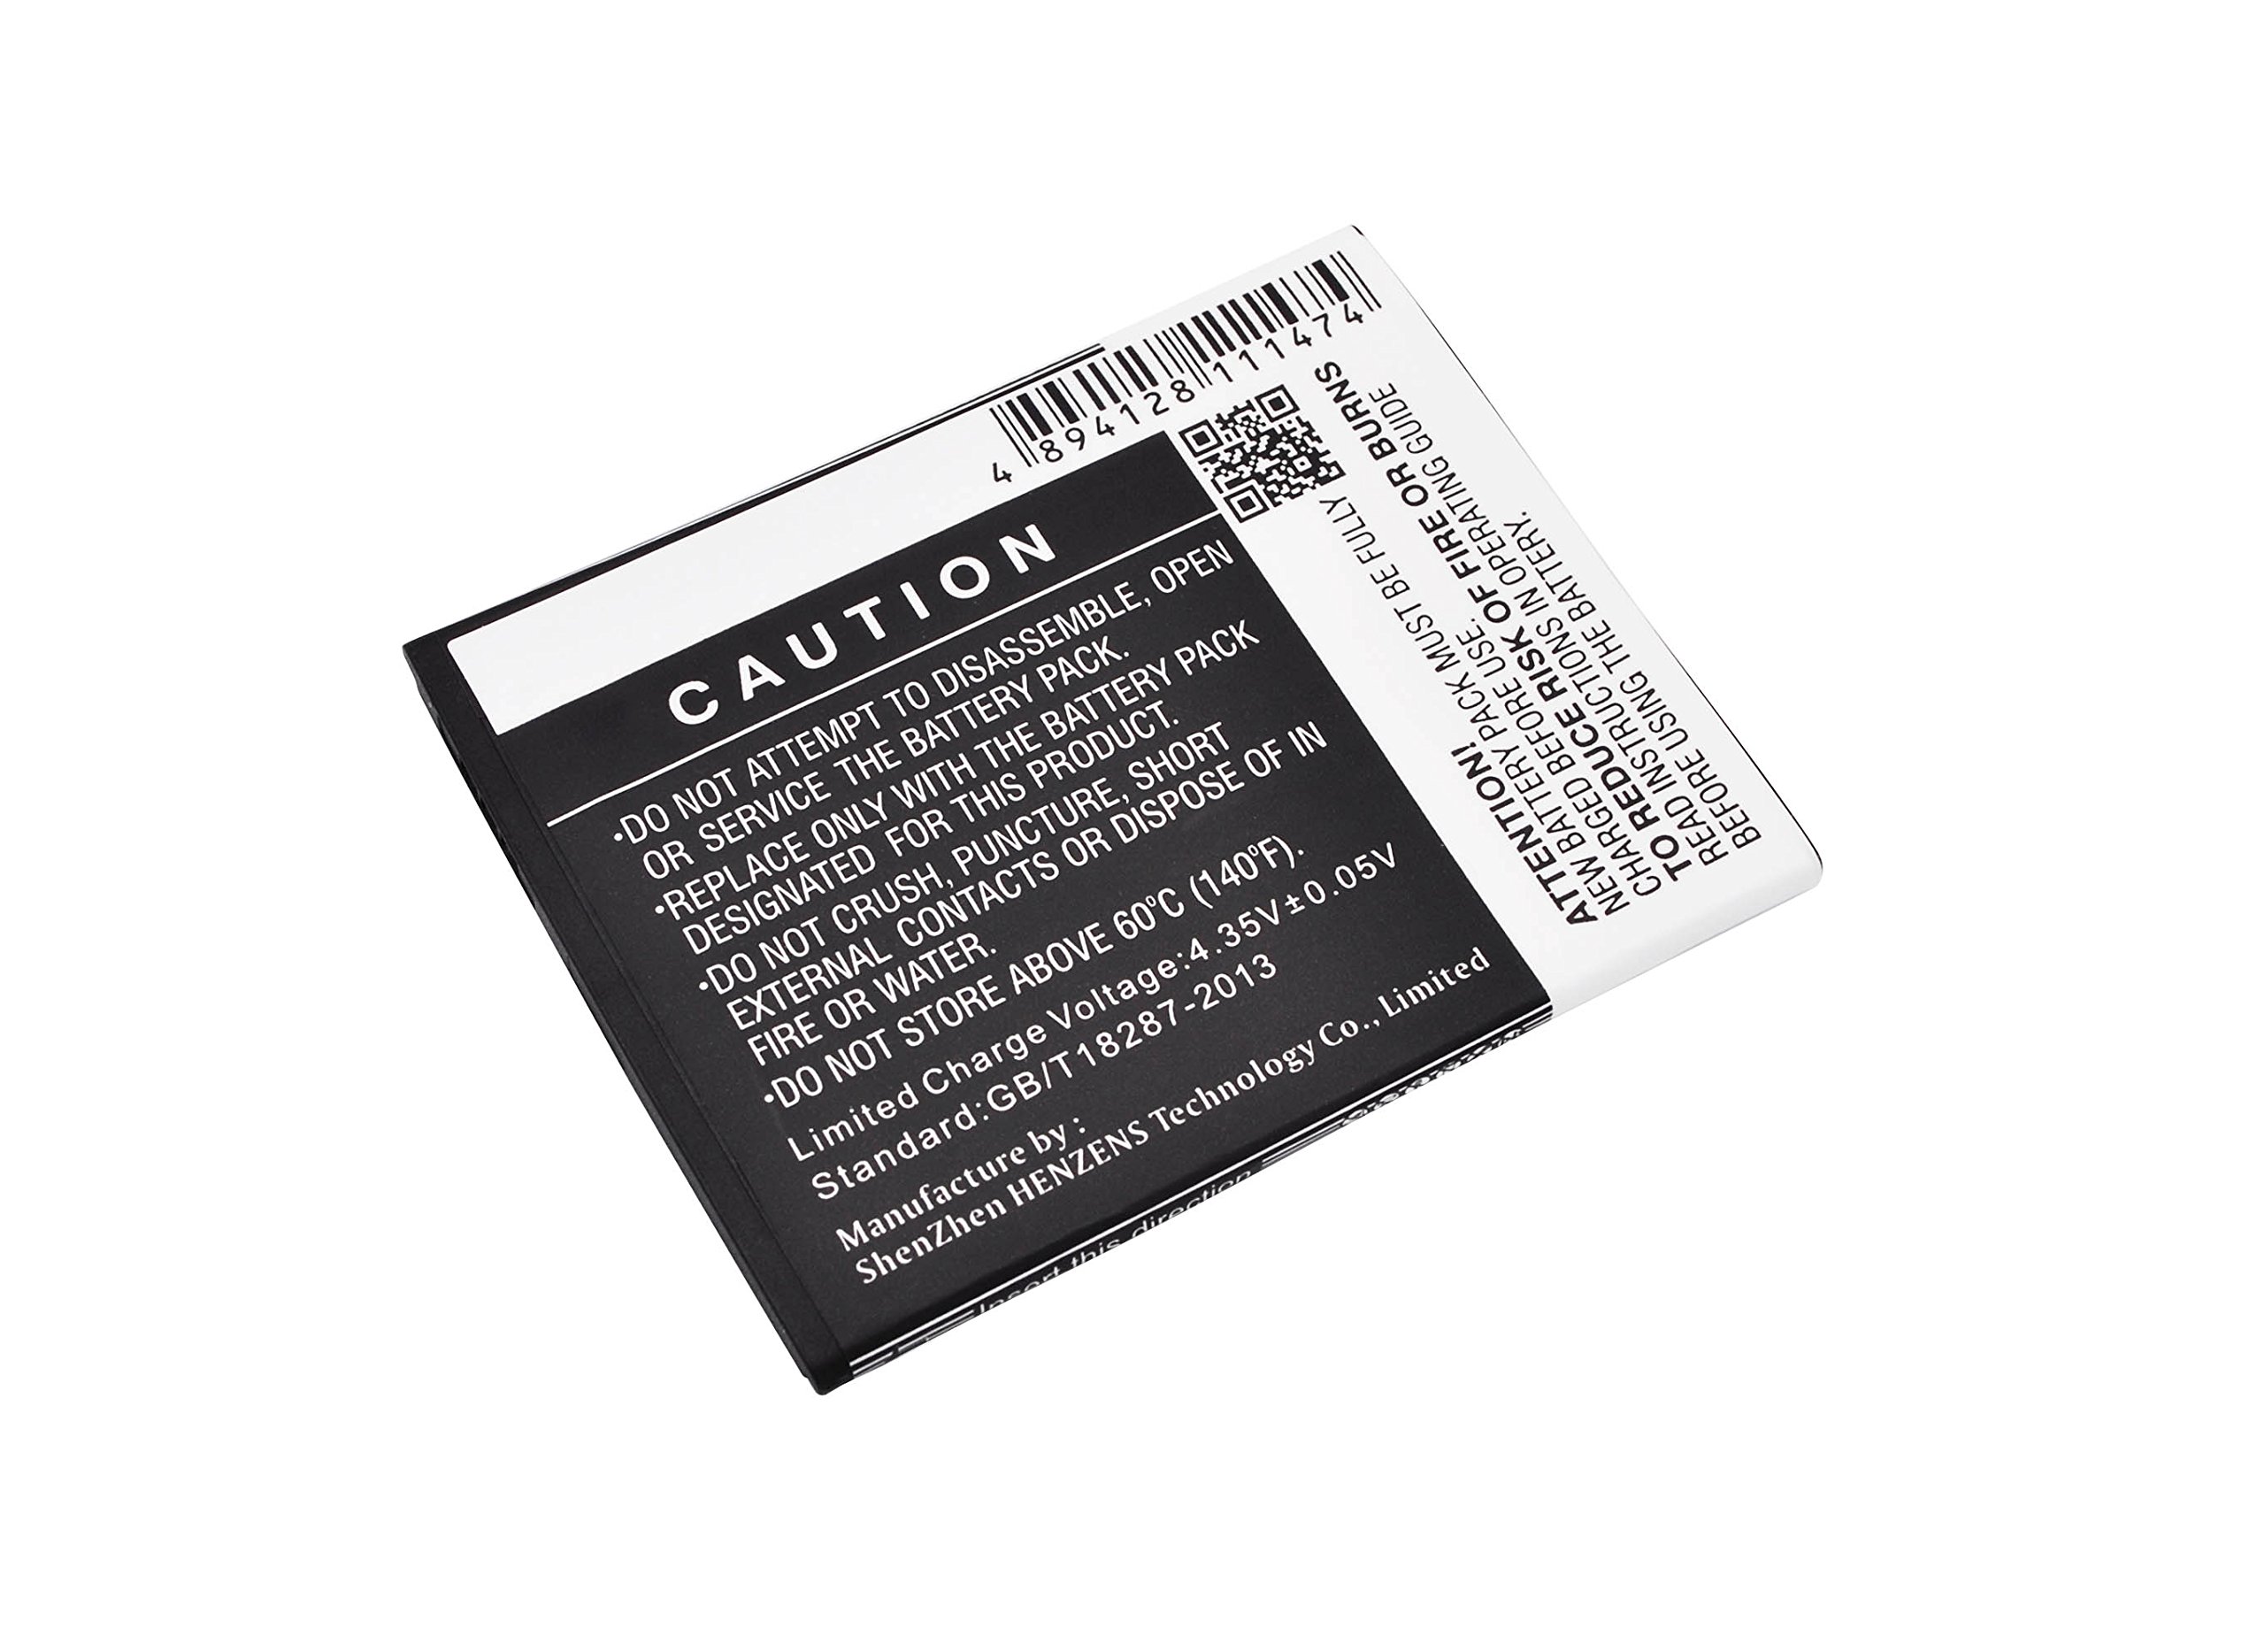 4 894128 111474
CAUTION
•DO NOT ATTEMPT TO DISASSEMBLE, OPEN
OR SERVICE THE BATTERY PACK.
•REPLACE ONLY WITH THE BATTERY PACK
DESIGNATED FOR THIS PRODUCT.
•DO NOT CRUSH, PUNCTURE, SHORT
EXTERNAL CONTACTS OR DISPOSE OF IN
FIRE OR WATER.
•DO NOT STORE ABOVE 60°C (140°F).
Limited Charge Voltage:4.35V±0.05V
Standard:GB/T18287-2013
Manufacture by:
ShenZhen HENZENS Technology Co., Limited
Insert this direction
ATTENTION!
NEW BATTERY PACK MUST BE FULLY
CHARGED BEFORE USE.
TO REDUCE RISK OF FIRE OR BURNS
READ INSTRUCTIONS IN OPERATING GUIDE
BEFORE USING THE BATTERY.